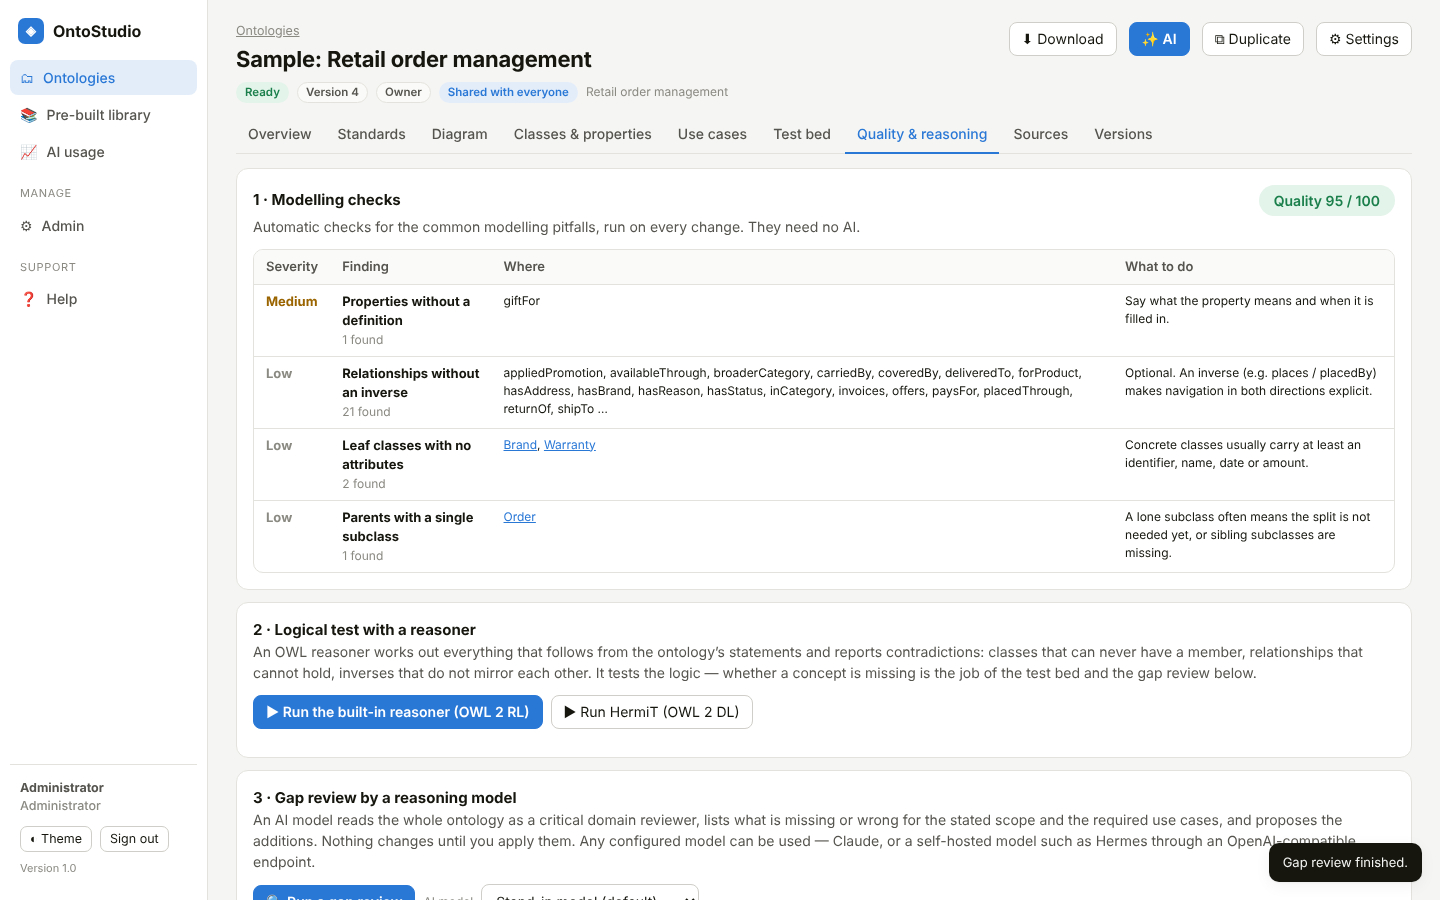 OntoStudio
Ontologies
Pre-built library
AI usage
MANAGE
Admin
SUPPORT
Help
Administrator
Administrator
Theme
Sign out
Version 1.0
Ontologies
Sample: Retail order management
Ready
Version 4
Owner
Shared with everyone
Retail order management
Download
AI
Duplicate
Settings
Overview
Standards
Diagram
Classes & properties
Use cases
Test bed
Quality & reasoning
Sources
Versions
1 · Modelling checks
Quality 95 / 100
Automatic checks for the common modelling pitfalls, run on every change. They need no AI.
Severity
Finding
Where
What to do
Medium
Properties without a
definition
1 found
giftFor
Say what the property means and when it is
filled in.
Low
Relationships without
an inverse
21 found
appliedPromotion, availableThrough, broaderCategory, carriedBy, coveredBy, deliveredTo, forProduct,
hasAddress, hasBrand, hasReason, hasStatus, inCategory, invoices, offers, paysFor, placedThrough,
returnOf, shipTo ...
Optional. An inverse (e.g. places / placedBy)
makes navigation in both directions explicit.
Low
Leaf classes with no
attributes
2 found
Brand, Warranty
Concrete classes usually carry at least an
identifier, name, date or amount.
Low
Parents with a single
subclass
1 found
Order
A lone subclass often means the split is not
needed yet, or sibling subclasses are
missing.
2 · Logical test with a reasoner
An OWL reasoner works out everything that follows from the ontology’s statements and reports contradictions: classes that can never have a member, relationships that
cannot hold, inverses that do not mirror each other. It tests the logic — whether a concept is missing is the job of the test bed and the gap review below.
▶ Run the built-in reasoner (OWL 2 RL)
▶ Run HermiT (OWL 2 DL)
3 · Gap review by a reasoning model
An AI model reads the whole ontology as a critical domain reviewer, lists what is missing or wrong for the stated scope and the required use cases, and proposes the
additions. Nothing changes until you apply them. Any configured model can be used — Claude, or a self-hosted model such as Hermes through an OpenAI-compatible
endpoint.
Run a gap review
AI model
Stand-in model (default)
Gap review finished.